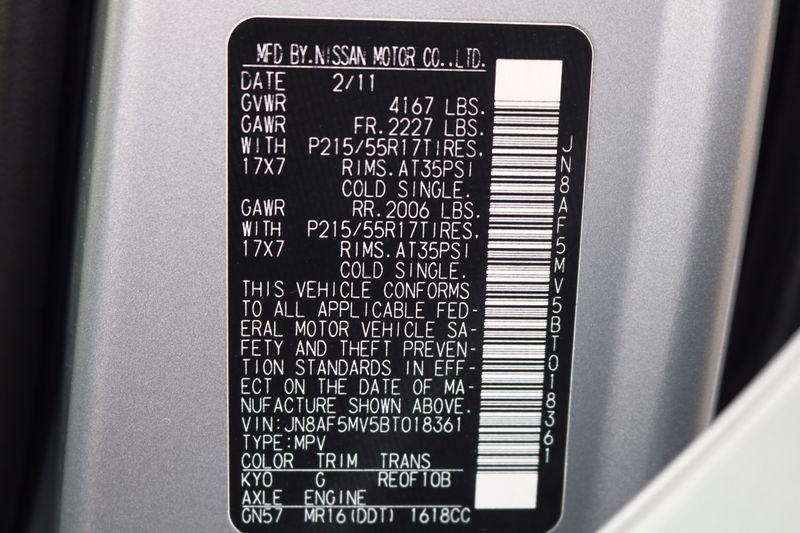 MFD BY.NISSAN MOTOR CO.,LTD.
DATE 2/11
GVWR 4167 LBS.
GAWR FR.2227 LBS.
WITH P215/55R17TIRES.
17X7 RIMS.AT35PSI
COLD SINGLE.
GAWR RR.2006 LBS.
WITH P215/55R17TIRES.
17X7 RIMS.AT35PSI
COLD SINGLE.
THIS VEHICLE CONFORMS
TO ALL APPLICABLE FED-
ERAL MOTOR VEHICLE SA-
FETY AND THEFT PREVEN-
TION STANDARDS IN EFF-
ECT ON THE DATE OF MA-
NUFACTURE SHOWN ABOVE.
VIN:JN8AF5MV5BT018361
TYPE:MPV
COLOR TRIM TRANS
KYO G RE0F10B
AXLE ENGINE
GN57 MR16(DDT) 1618CC
JN8AF5MV5BT018361